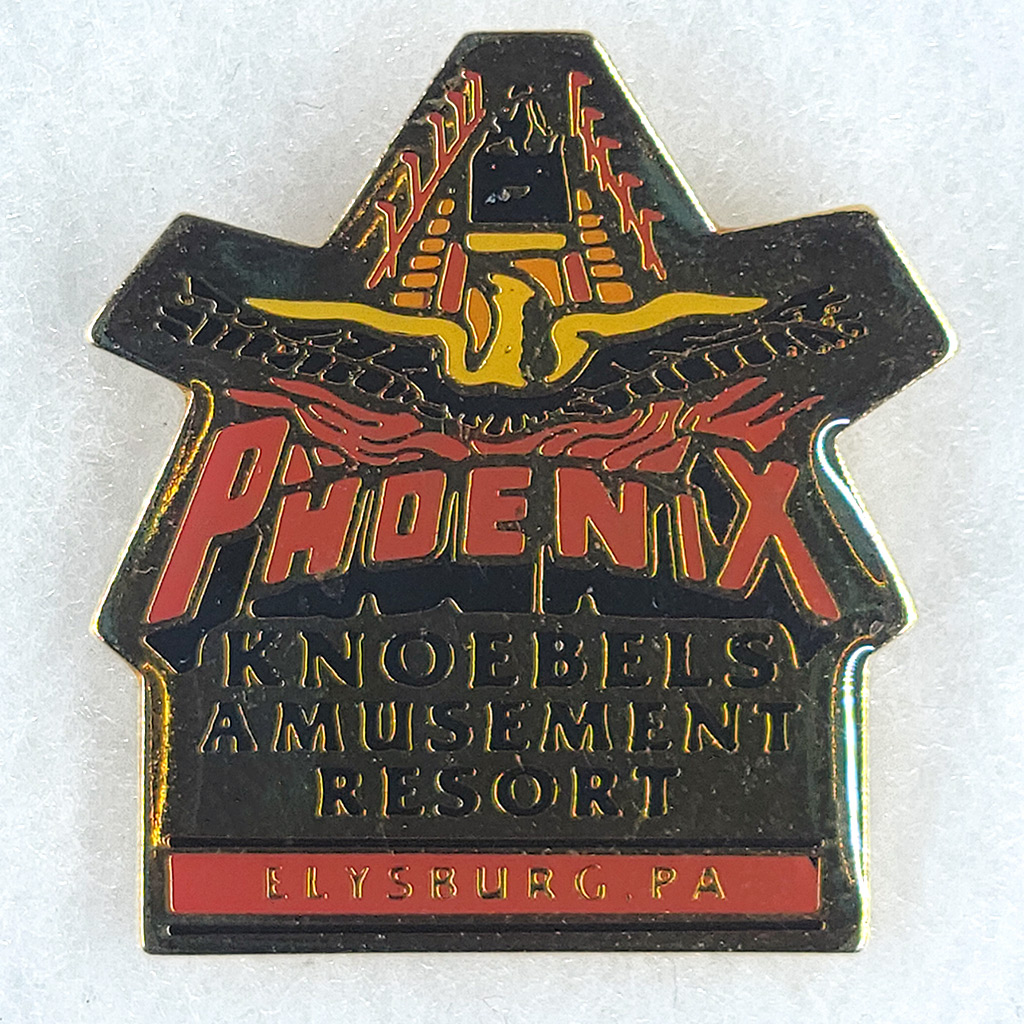 PHOENIX
KNOEBELS
AMUSEMENT
RESORT
ELYSBURG.PA